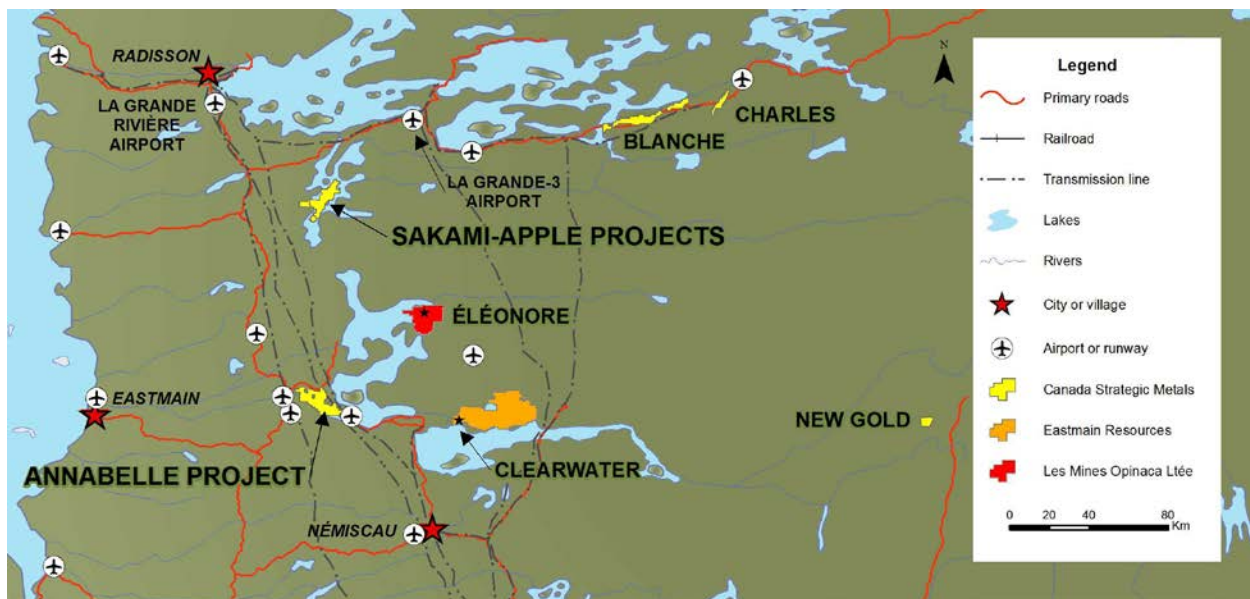 RADISSON
LA GRANDE
RIVIÈRE
AIRPORT
CHARLES
BLANCHE
LA GRANDE-3
AIRPORT
SAKAMI-APPLE PROJECTS
ÉLÉONORE
EASTMAIN
NEW GOLD
ANNABELLE PROJECT
CLEARWATER
NÉMISCAU
N
Legend
Primary roads
Railroad
Transmission line
Lakes
Rivers
City or village
Airport or runway
Canada Strategic Metals
Eastmain Resources
Les Mines Opinaca Ltée
0 20 40 80
Km